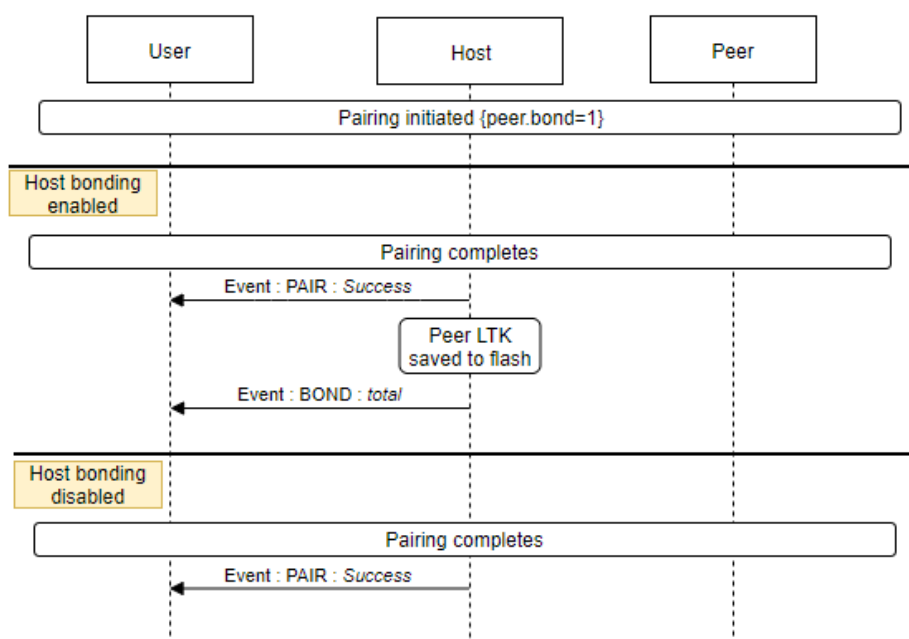 User
Host
Peer
Pairing initiated {peer.bond=1}
Host bonding
enabled
Pairing completes
Event : PAIR : Success
Peer LTK
saved to flash
Event : BOND : total
Host bonding
disabled
Pairing completes
Event : PAIR : Success